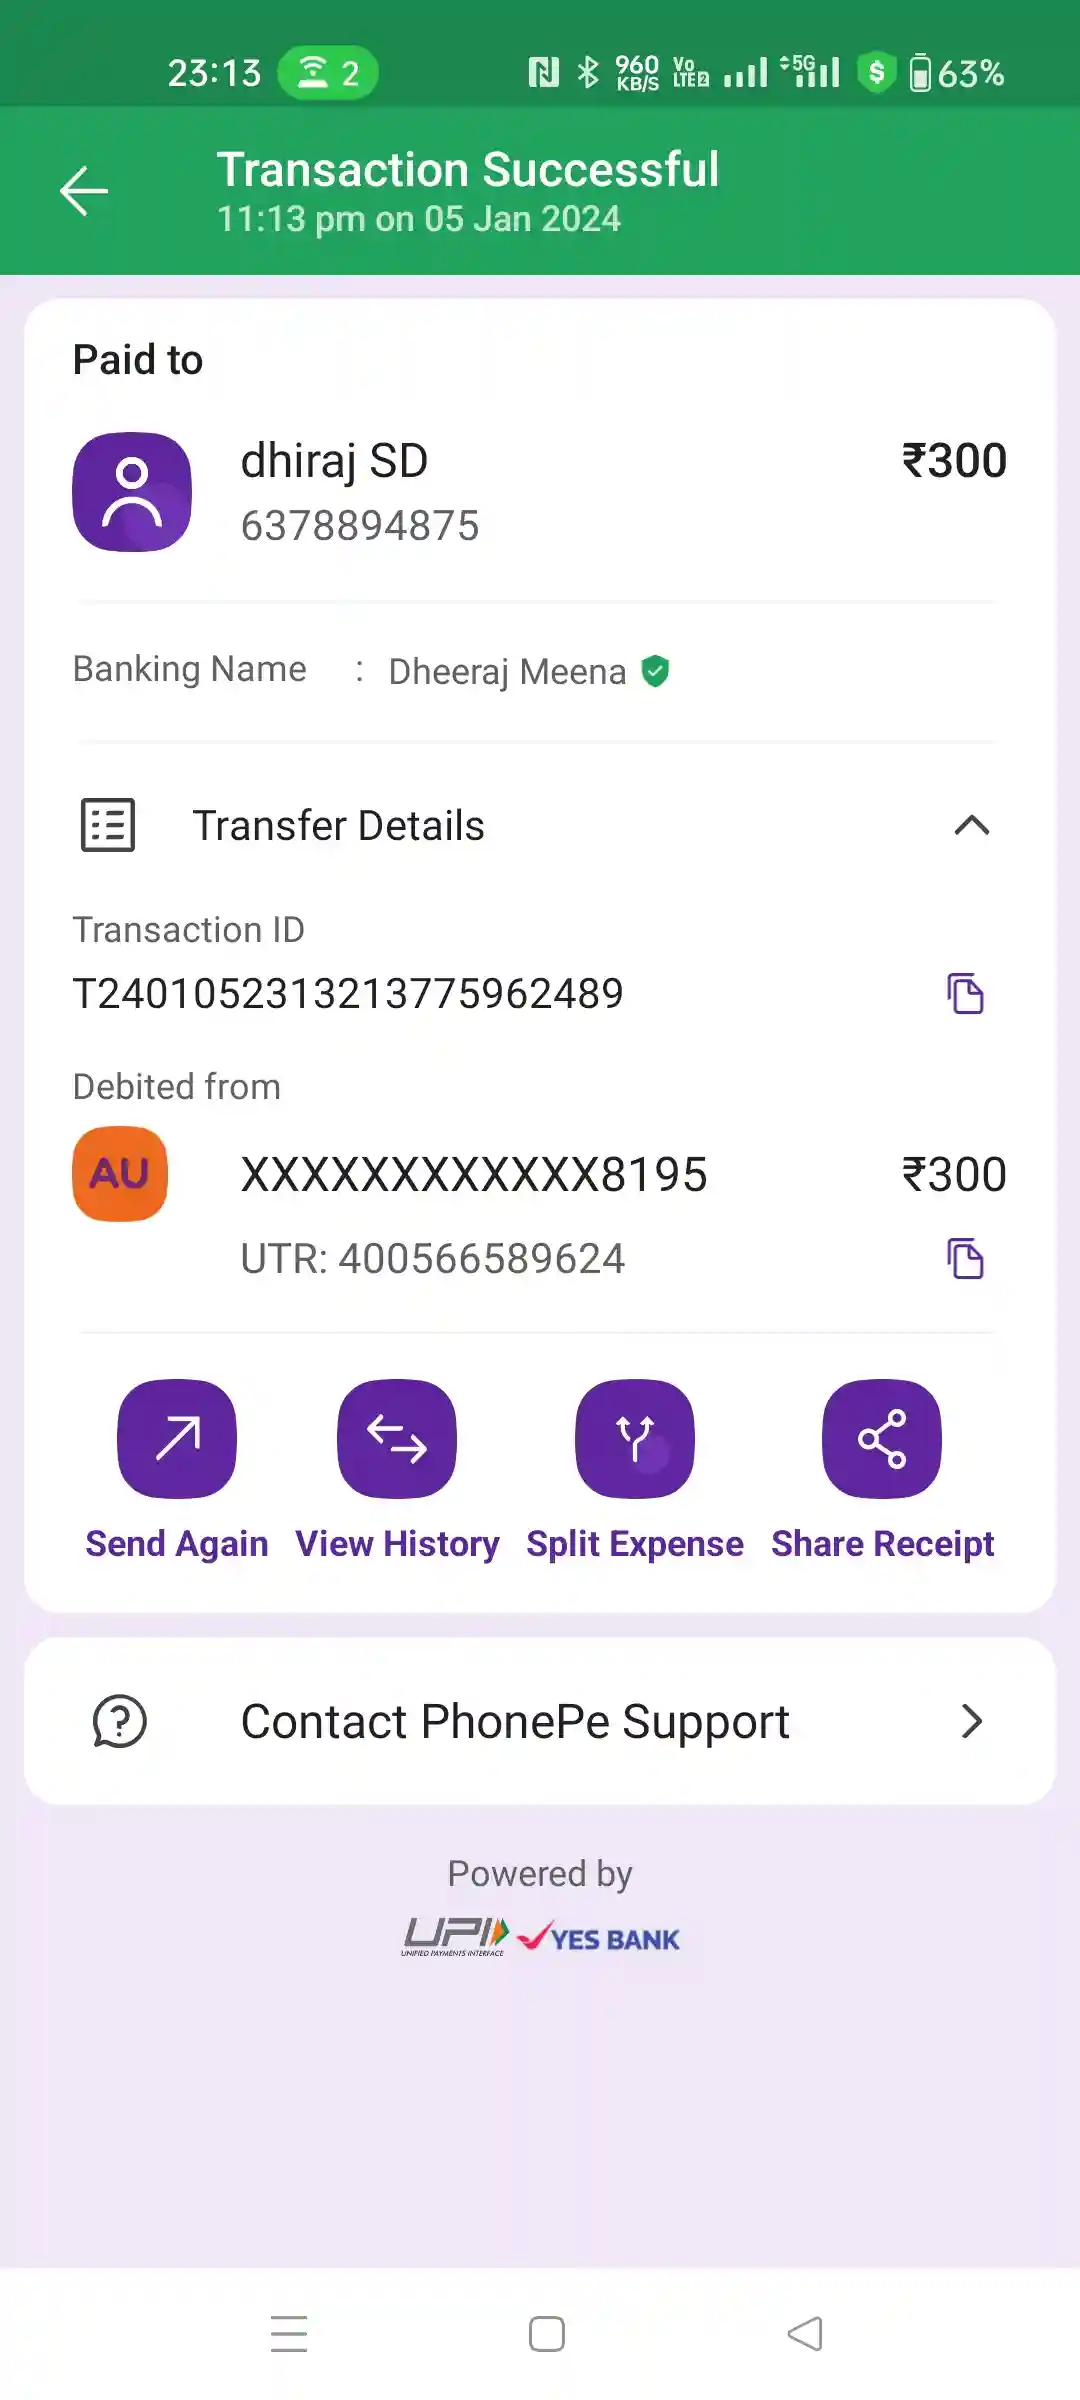 23:13 2 960 KB/S Vo LTE 2 5G $ 63%
Transaction Successful
11:13 pm on 05 Jan 2024
Paid to
dhiraj SD ₹300
6378894875
Banking Name : Dheeraj Meena
Transfer Details
Transaction ID
T2401052313213775962489
Debited from
AU XXXXXXXXXXXX8195 ₹300
UTR: 400566589624
Send Again View History Split Expense Share Receipt
Contact PhonePe Support
Powered by
UPI YES BANK
UNIFIED PAYMENTS INTERFACE